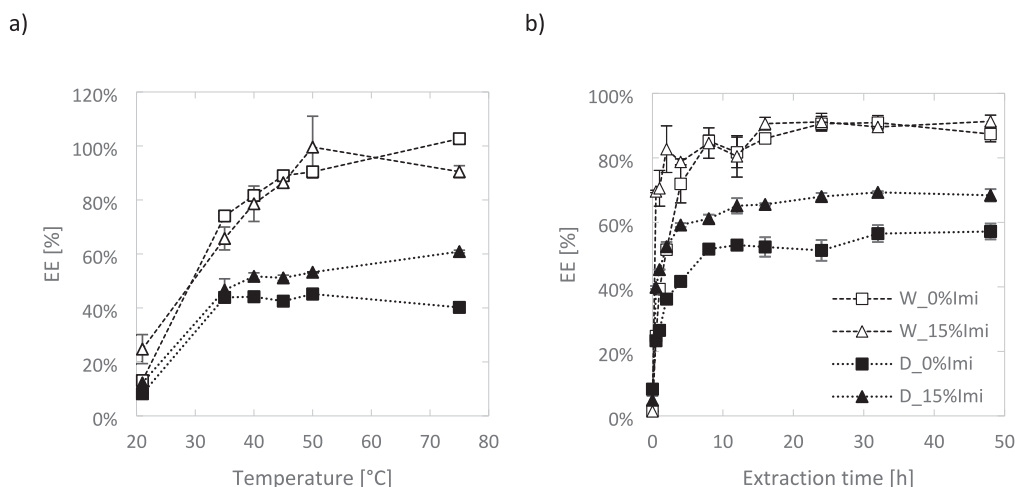 a)
120%
100%
80%
60%
40%
20%
0%
EE [%]
20 30 40 50 60 70 80
Temperature [°C]
b)
100%
80%
60%
40%
20%
0%
EE [%]
W_0%Imi
W_15%Imi
D_0%Imi
D_15%Imi
0 10 20 30 40 50
Extraction time [h]